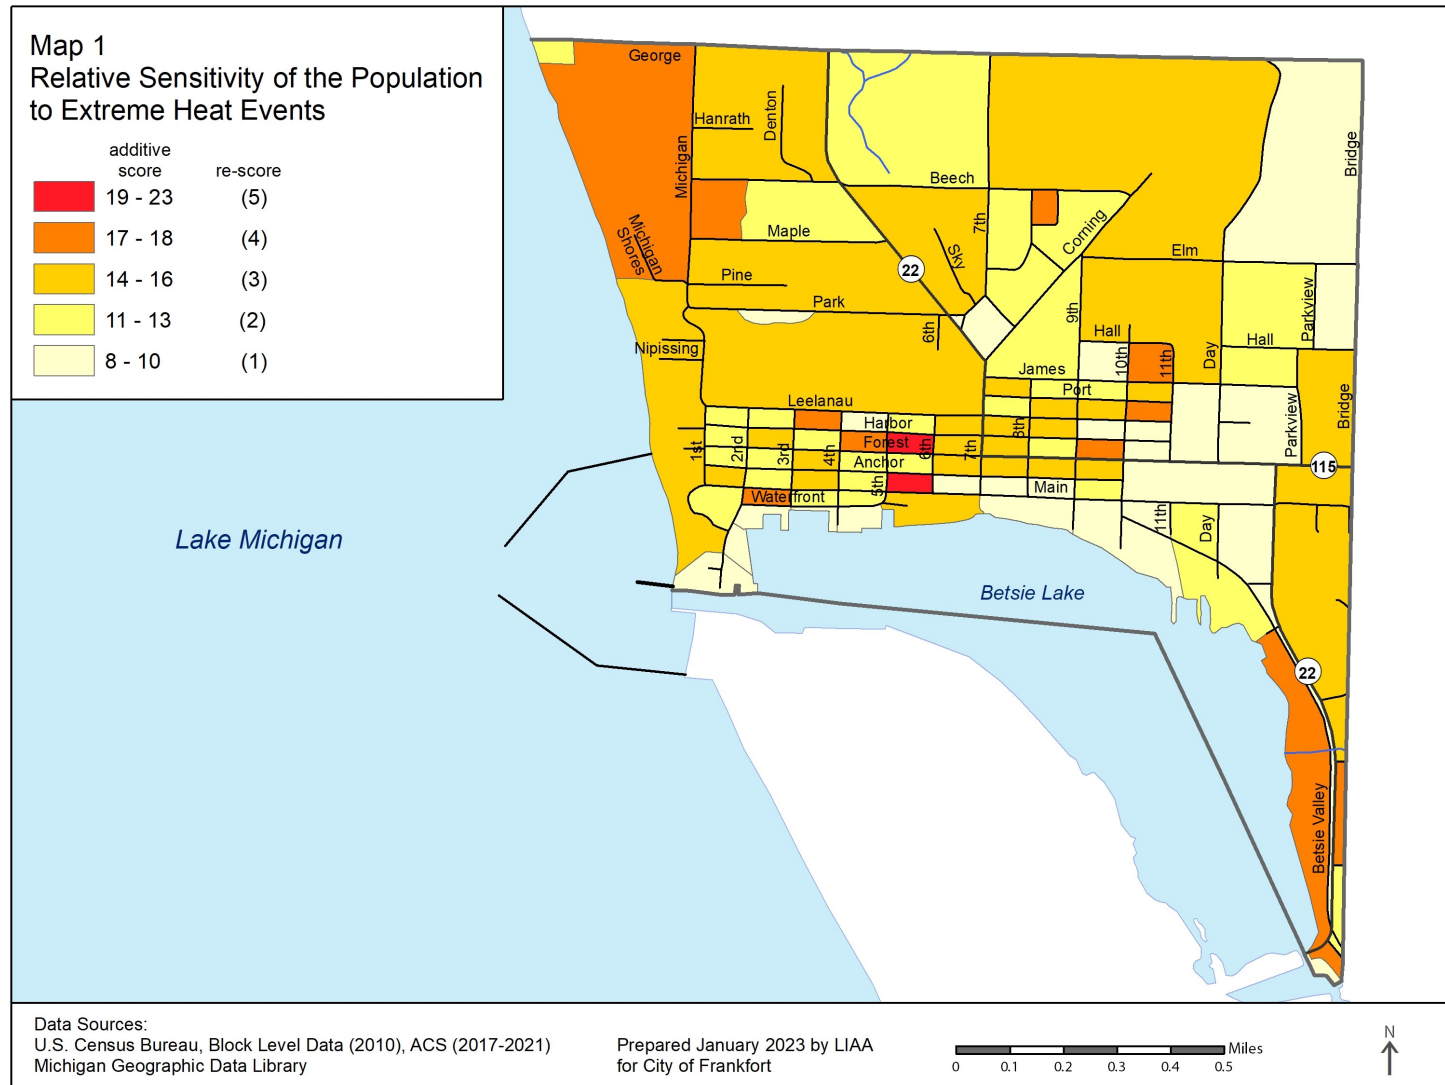 Map 1
Relative Sensitivity of the Population
to Extreme Heat Events
additive
score
re-score
19 - 23 (5)
17 - 18 (4)
14 - 16 (3)
11 - 13 (2)
8 - 10 (1)
George
Hanrath
Denton
Michigan
Bridge
Beech
Michigan
Shores
Maple
7th
Corning
Sky
22
Elm
Pine
Park
6th
9th
Hall
10th
11th
Day
Hall
Parkview
Nipissing
James
Port
Leelanau
Harbor
8th
Parkview
Bridge
1st
2nd
3rd
4th
Forest
6th
7th
Anchor
115
5th
Main
Waterfront
11th
Day
Lake Michigan
Betsie Lake
22
Betsie Valley
Data Sources:
U.S. Census Bureau, Block Level Data (2010), ACS (2017-2021)
Michigan Geographic Data Library
Prepared January 2023 by LIAA
for City of Frankfort
Miles
0 0.1 0.2 0.3 0.4 0.5
N